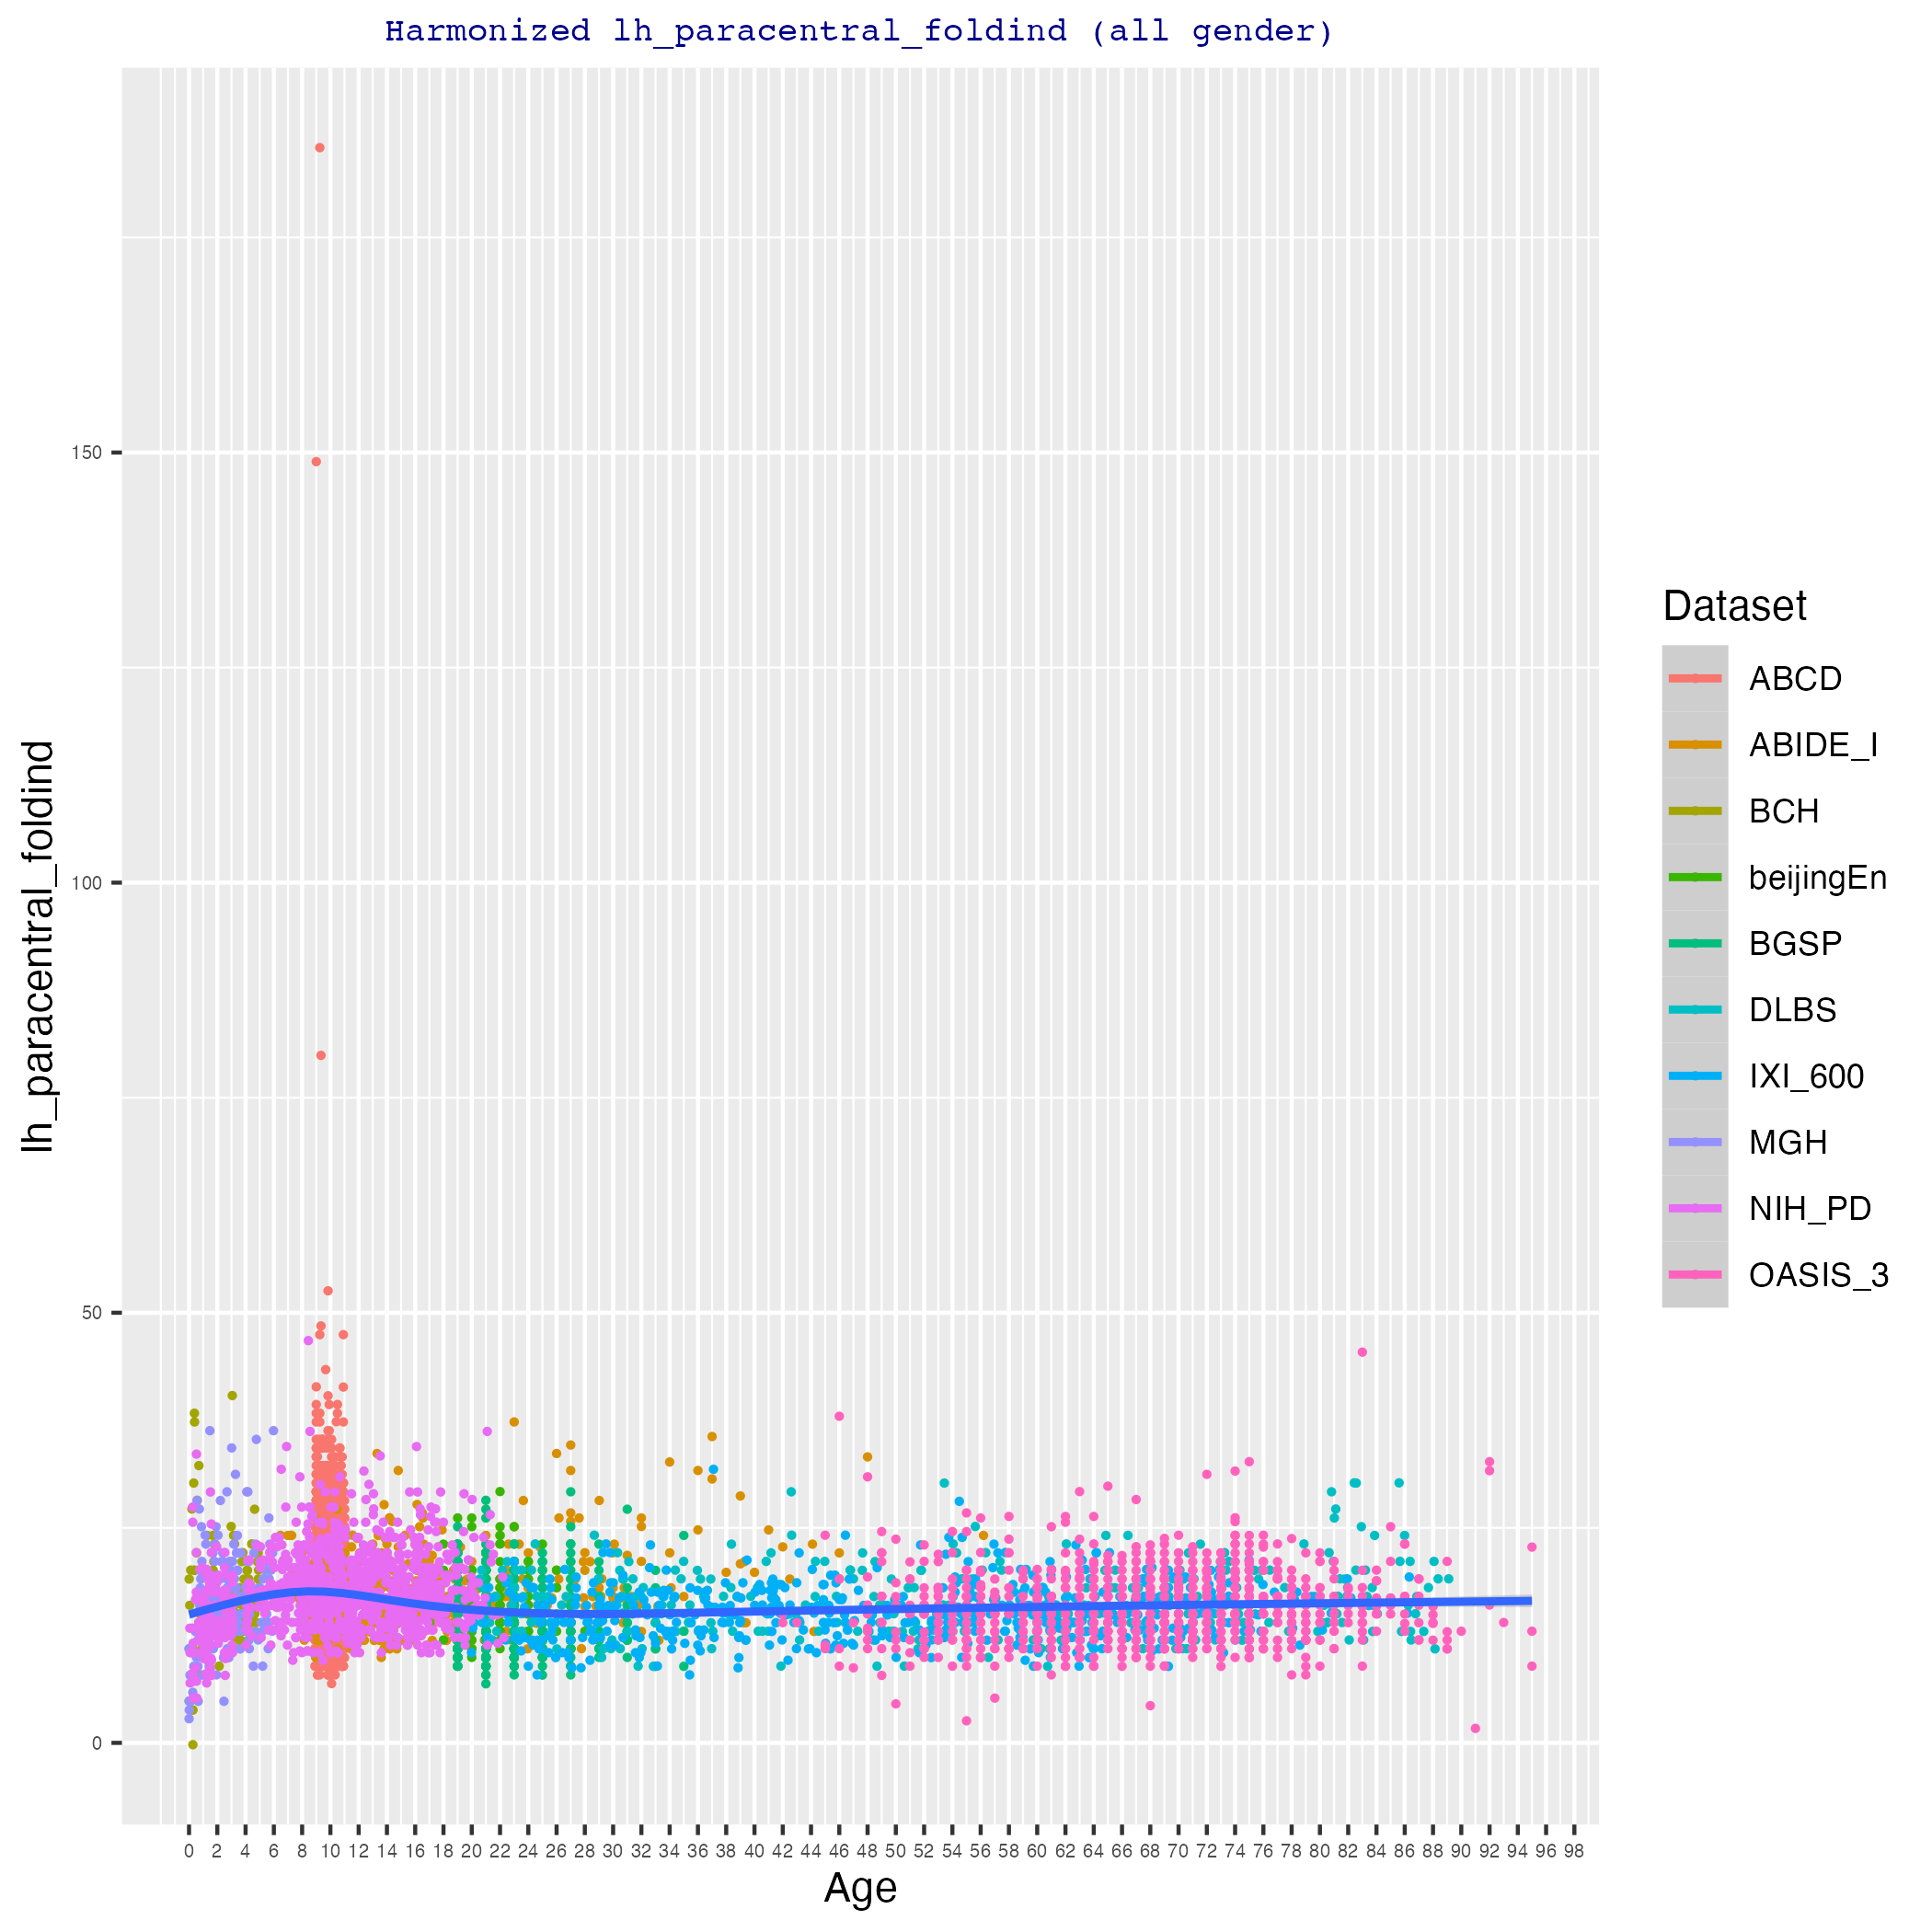 Harmonized lh_paracentral_foldind (all gender)
lh_paracentral_foldind
150
100
50
0
0 2 4 6 8 10 12 14 16 18 20 22 24 26 28 30 32 34 36 38 40 42 44 46 48 50 52 54 56 58 60 62 64 66 68 70 72 74 76 78 80 82 84 86 88 90 92 94 96 98
Age
Dataset
ABCD
ABIDE_I
BCH
beijingEn
BGSP
DLBS
IXI_600
MGH
NIH_PD
OASIS_3